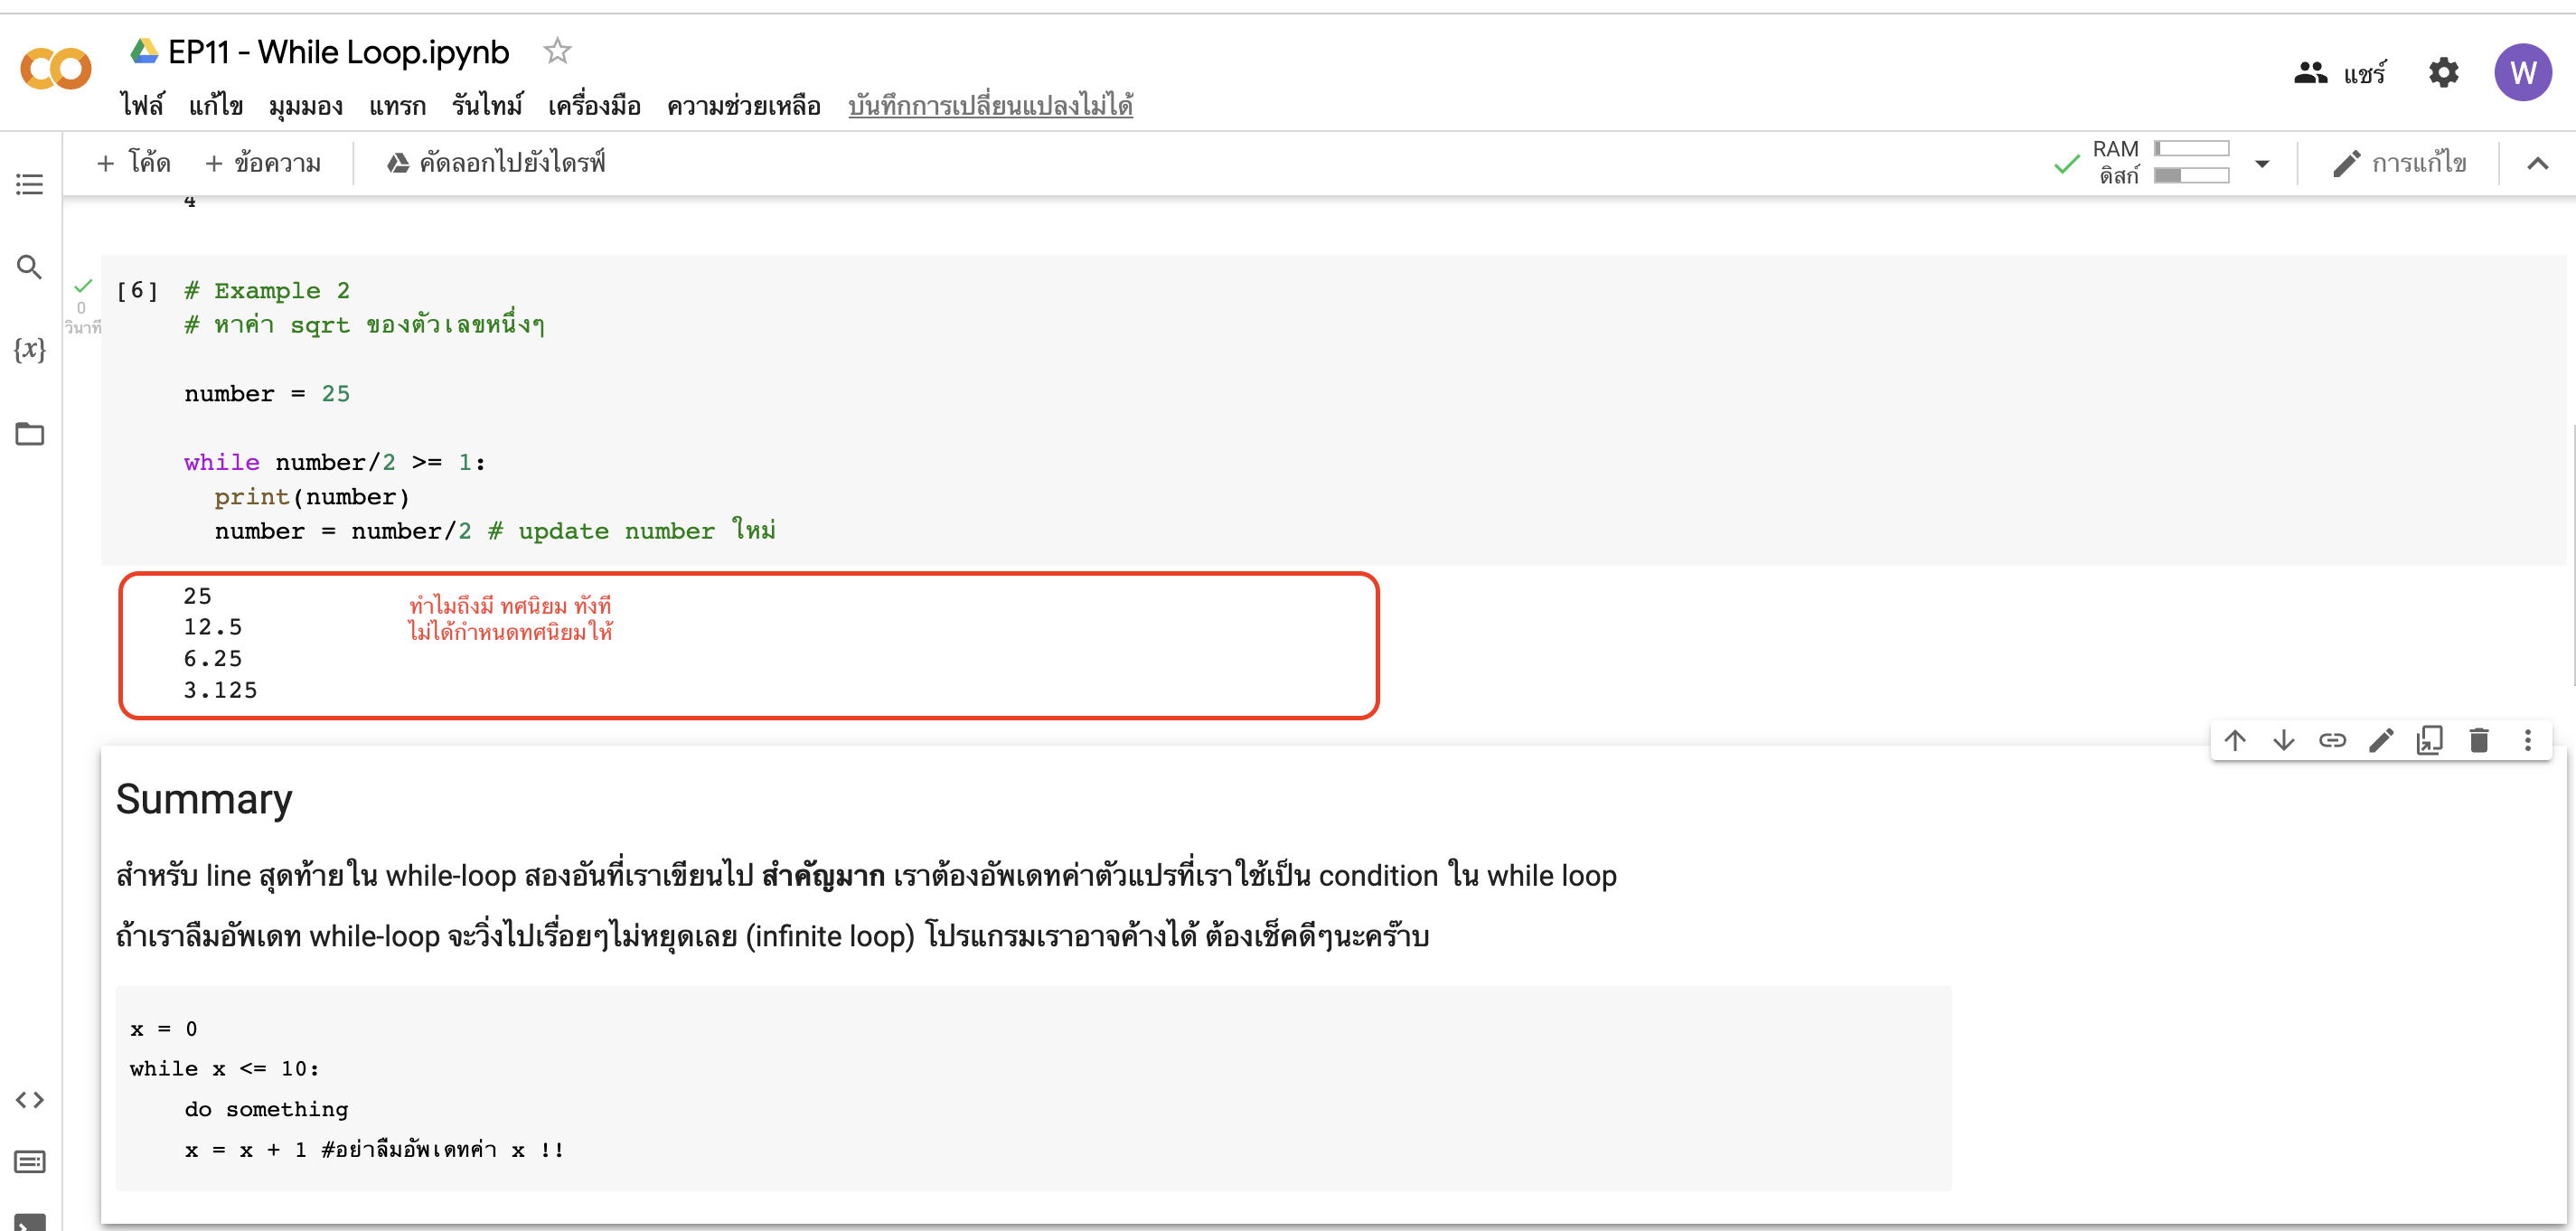 EP11 - While Loop.ipynb
ไฟล์ แก้ไข มุมมอง แทรก รันไทม์ เครื่องมือ ความช่วยเหลือ บันทึกการเปลี่ยนแปลงไม่ได้
แชร์
W
+ โค้ด + ข้อความ คัดลอกไปยังไดรฟ์
RAM
ดิสก์
การแก้ไข
4
{x}
0
วินาที
[6] # Example 2
# หาค่า sqrt ของตัวเลขหนึ่งๆ
number = 25
while number/2 >= 1:
print(number)
number = number/2 # update number ใหม่
25
12.5
6.25
3.125
ทำไมถึงมี ทศนิยม ทังที
ไม่ได้กำหนดทศนิยมให้
Summary
สำหรับ line สุดท้ายใน while-loop สองอันที่เราเขียนไป สำคัญมาก เราต้องอัพเดทค่าตัวแปรที่เราใช้เป็น condition ใน while loop
ถ้าเราลืมอัพเดท while-loop จะวิ่งไปเรื่อยๆไม่หยุดเลย (infinite loop) โปรแกรมเราอาจค้างได้ ต้องเช็คดีๆนะคร๊าบ
x = 0
while x <= 10:
do something
x = x + 1 #อย่าลืมอัพเดทค่า x !!